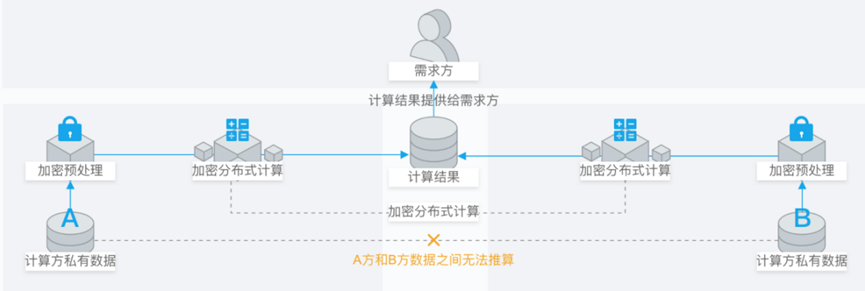 需求方
计算结果提供给需求方
加密预处理
加密分布式计算
计算结果
加密分布式计算
加密预处理
A
加密分布式计算
B
计算方私有数据
A方和B方数据之间无法推算
计算方私有数据